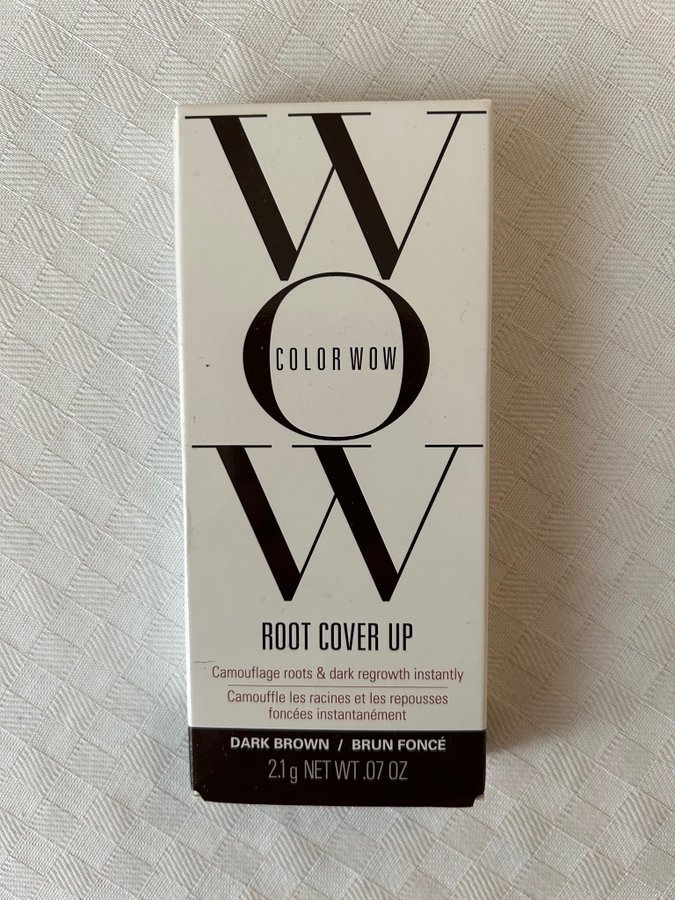 W
O
COLOR WOW
W
ROOT COVER UP
Camouflage roots & dark regrowth instantly
Camouffle les racines et les repousses
foncées instantanément
DARK BROWN / BRUN FONCÉ
2.1 g NET WT .07 OZ